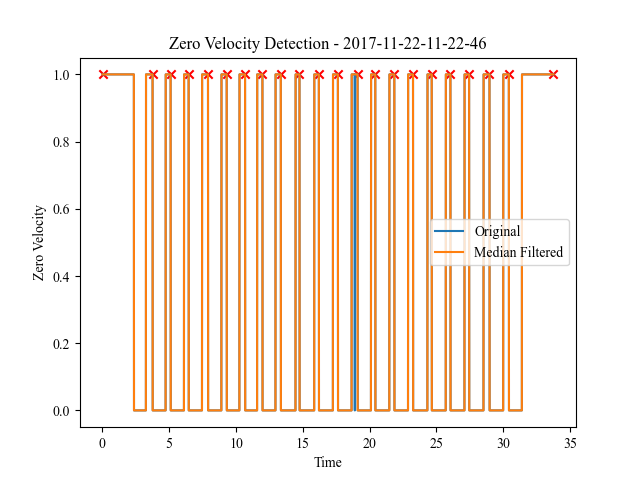 Zero Velocity Detection - 2017-11-22-11-22-46
1.0
0.8
0.6
0.4
0.2
0.0
Zero Velocity
Original
Median Filtered
0 5 10 15 20 25 30 35
Time